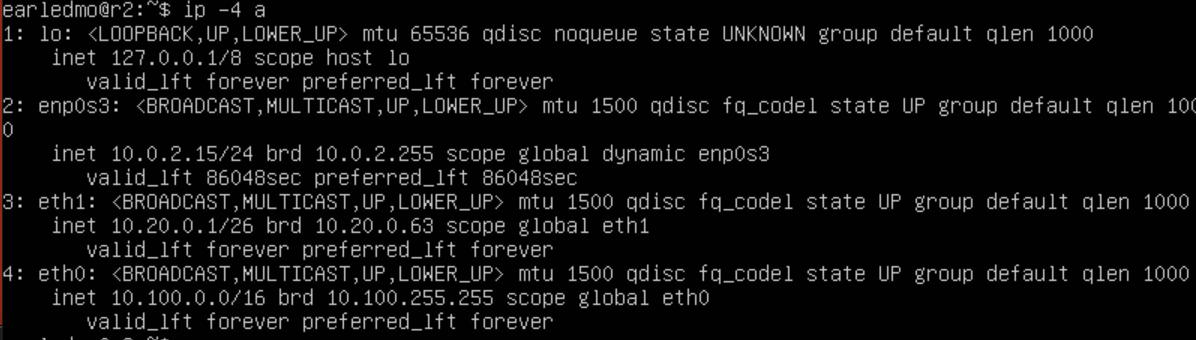 earledmo@r2:~$ ip -4 a
1: lo: <LOOPBACK,UP,LOWER_UP> mtu 65536 qdisc noqueue state UNKNOWN group default qlen 1000
    inet 127.0.0.1/8 scope host lo
       valid_lft forever preferred_lft forever
2: enp0s3: <BROADCAST,MULTICAST,UP,LOWER_UP> mtu 1500 qdisc fq_codel state UP group default qlen 100
0
    inet 10.0.2.15/24 brd 10.0.2.255 scope global dynamic enp0s3
       valid_lft 86048sec preferred_lft 86048sec
3: eth1: <BROADCAST,MULTICAST,UP,LOWER_UP> mtu 1500 qdisc fq_codel state UP group default qlen 1000
    inet 10.20.0.1/26 brd 10.20.0.63 scope global eth1
       valid_lft forever preferred_lft forever
4: eth0: <BROADCAST,MULTICAST,UP,LOWER_UP> mtu 1500 qdisc fq_codel state UP group default qlen 1000
    inet 10.100.0.0/16 brd 10.100.255.255 scope global eth0
       valid_lft forever preferred_lft forever